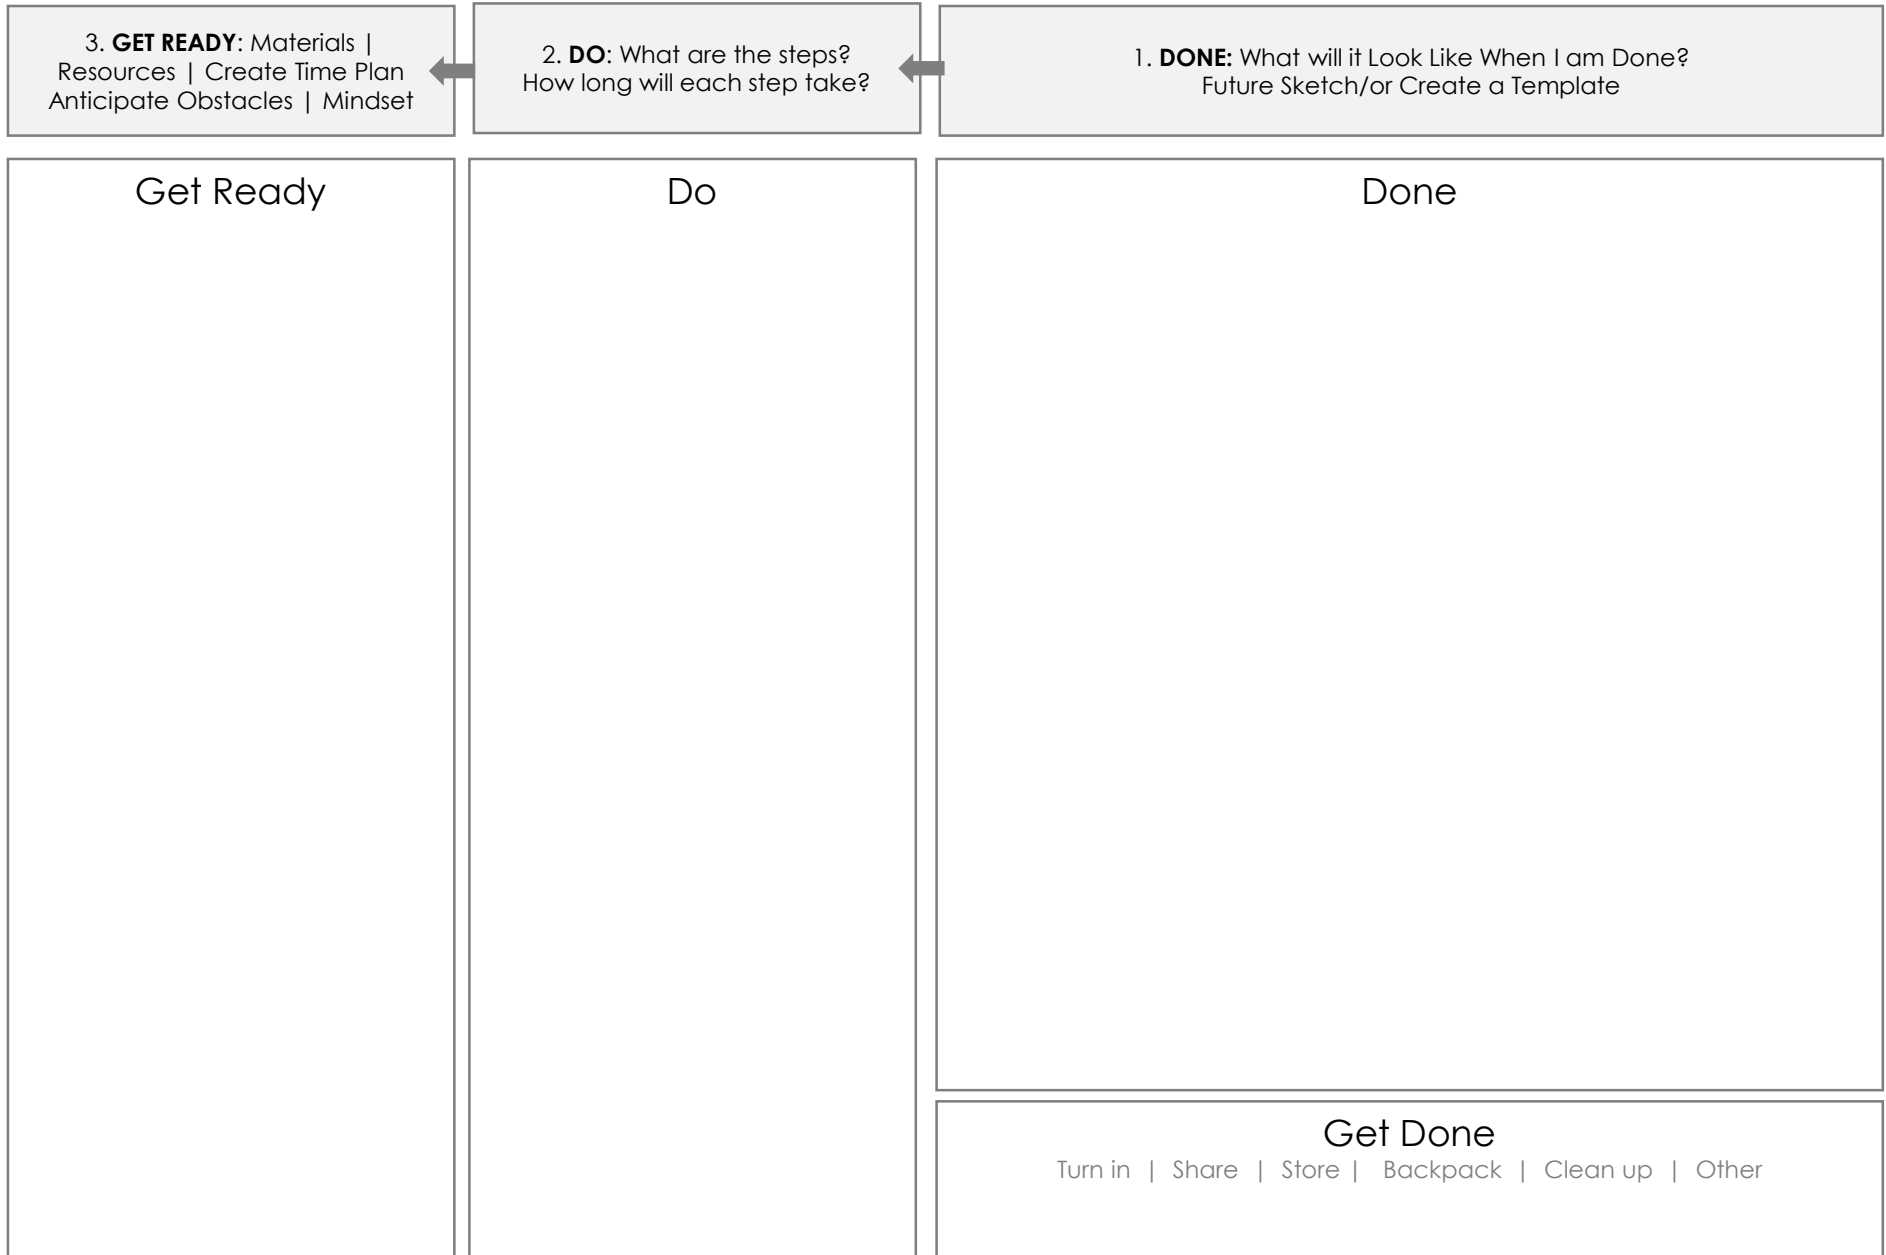 3. GET READY: Materials |
Resources | Create Time Plan
Anticipate Obstacles | Mindset
2. DO: What are the steps?
How long will each step take?
1. DONE: What will it Look Like When I am Done?
Future Sketch/or Create a Template
Get Ready
Do
Done
Get Done
Turn in | Share | Store | Backpack | Clean up | Other